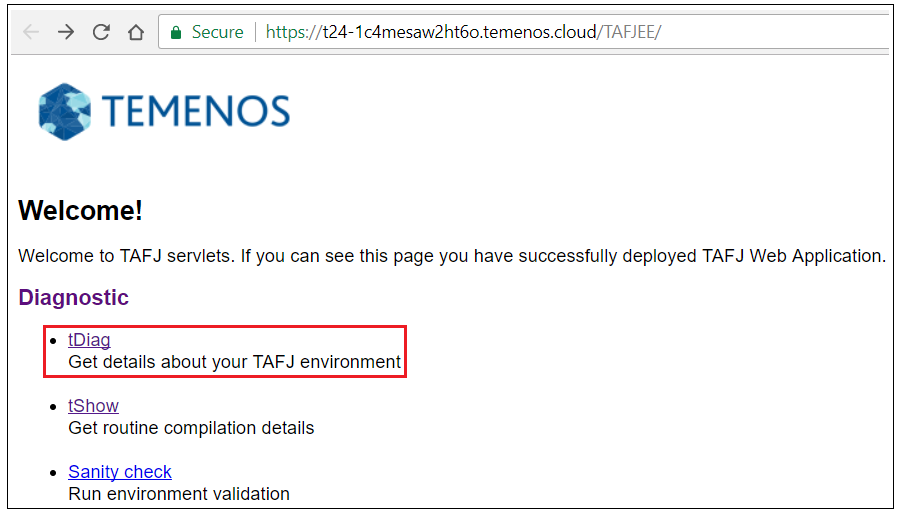 Secure https://t24-1c4mesaw2ht6o.temenos.cloud/TAFJEE/
TEMENOS
Welcome!
Welcome to TAFJ servlets. If you can see this page you have successfully deployed TAFJ Web Application.
Diagnostic
tDiag
Get details about your TAFJ environment
tShow
Get routine compilation details
Sanity check
Run environment validation